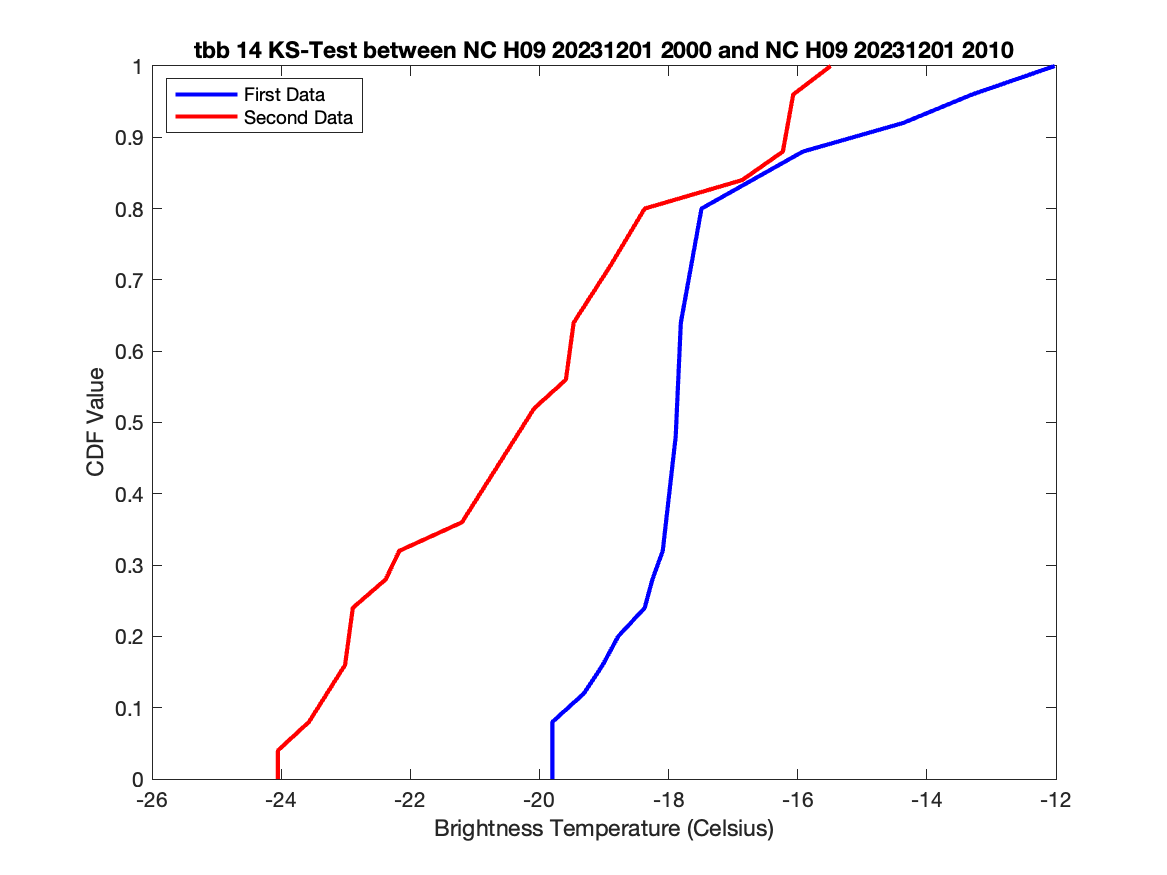 tbb 14 KS-Test between NC H09 20231201 2000 and NC H09 20231201 2010
First Data
Second Data
1
0.9
0.8
0.7
0.6
0.5
0.4
0.3
0.2
0.1
0
CDF Value
-26 -24 -22 -20 -18 -16 -14 -12
Brightness Temperature (Celsius)